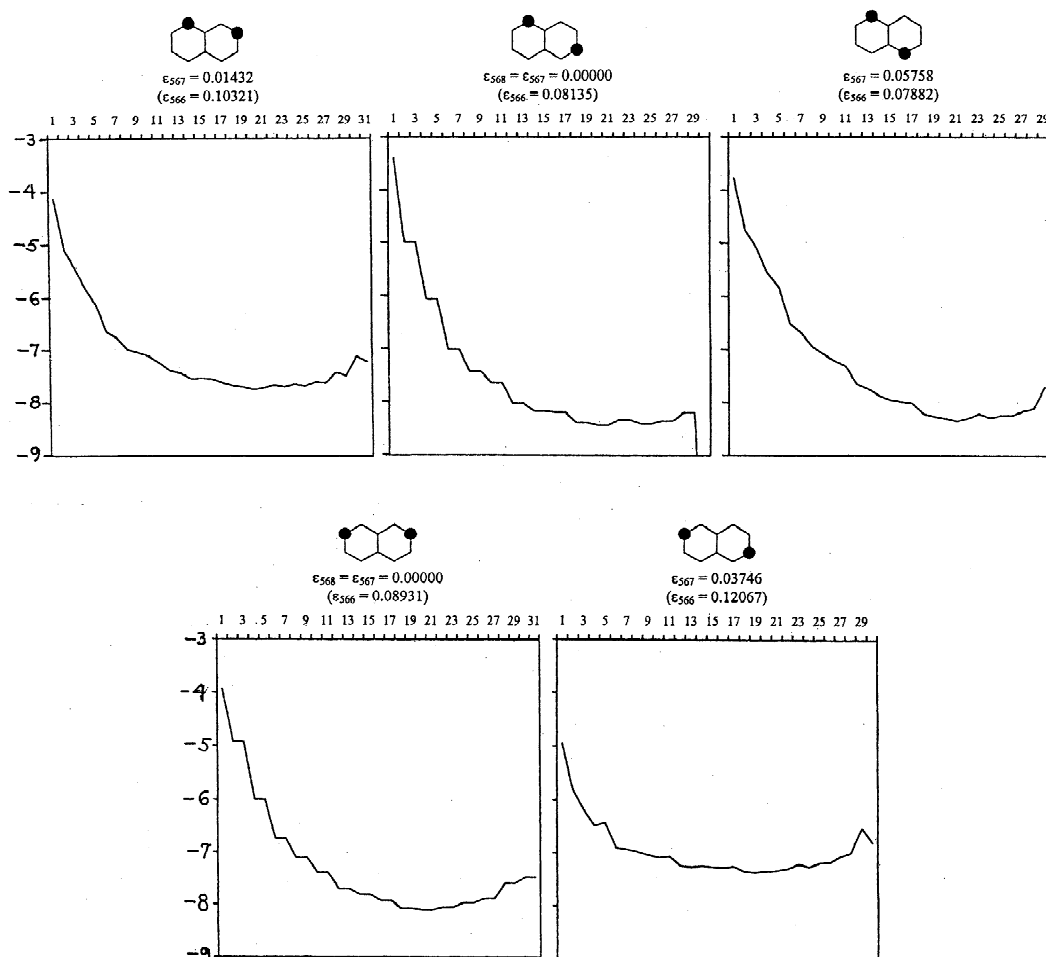 ε₅₆₇ = 0.01432
(ε₅₆₆ = 0.10321)
1 3 5 7 9 11 13 15 17 19 21 23 25 27 29 31
-3
-4
-5
-6
-7
-8
-9
ε₅₆₈ = ε₅₆₇ = 0.00000
(ε₅₆₆ = 0.08135)
1 3 5 7 9 11 13 15 17 19 21 23 25 27 29
ε₅₆₇ = 0.05758
(ε₅₆₆ = 0.07882)
1 3 5 7 9 11 13 15 17 19 21 23 25 27 29
ε₅₆₈ = ε₅₆₇ = 0.00000
(ε₅₆₆ = 0.08931)
1 3 5 7 9 11 13 15 17 19 21 23 25 27 29 31
-3
-4
-5
-6
-7
-8
-9
ε₅₆₇ = 0.03746
(ε₅₆₆ = 0.12067)
1 3 5 7 9 11 13 15 17 19 21 23 25 27 29